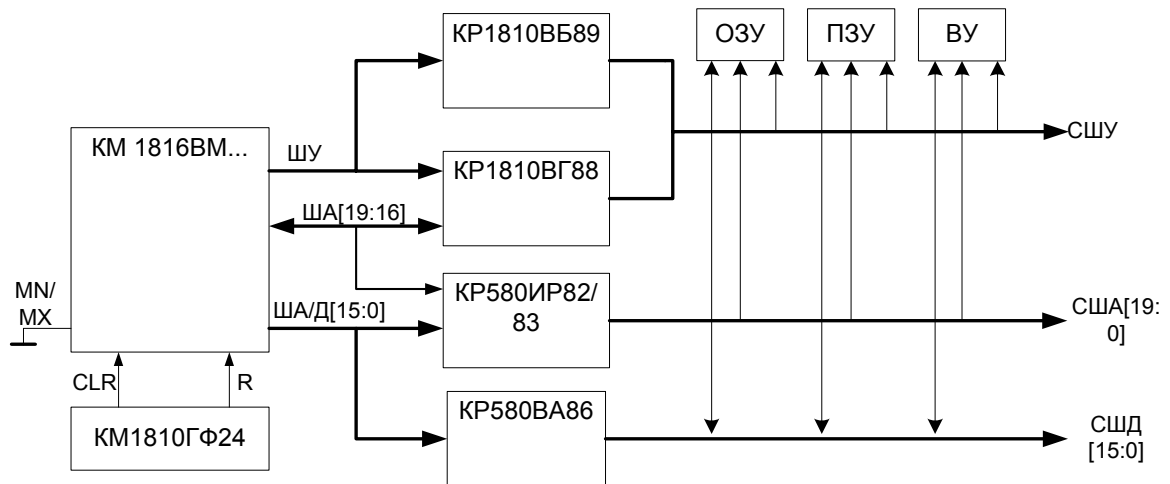 КР1810ВБ89
ОЗУ
ПЗУ
ВУ
КМ 1816ВМ...
ШУ
КР1810ВГ88
СШУ
ША[19:16]
MN/
MX
ША/Д[15:0]
КР580ИР82/
83
США[19:
0]
CLR
R
КМ1810ГФ24
КР580ВА86
СШД
[15:0]